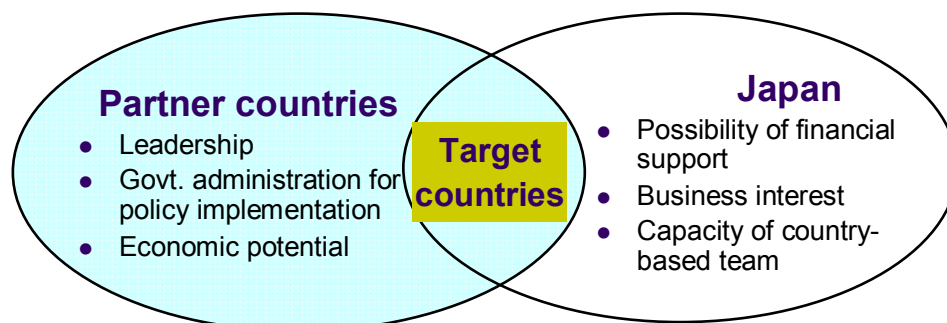 Partner countries
● Leadership
● Govt. administration for
policy implementation
● Economic potential
Target
countries
Japan
● Possibility of financial
support
● Business interest
● Capacity of country-
based team